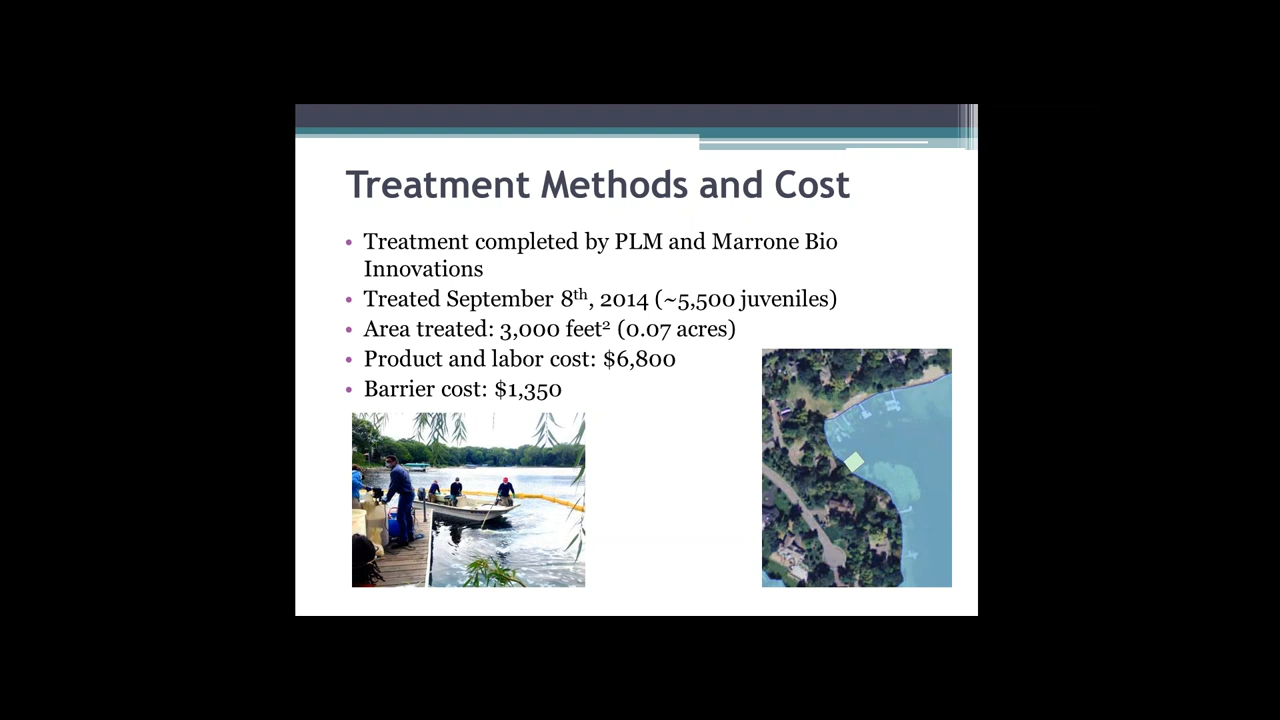 Treatment Methods and Cost
• Treatment completed by PLM and Marrone Bio
Innovations
• Treated September 8th, 2014 (~5,500 juveniles)
• Area treated: 3,000 feet² (0.07 acres)
• Product and labor cost: $6,800
• Barrier cost: $1,350